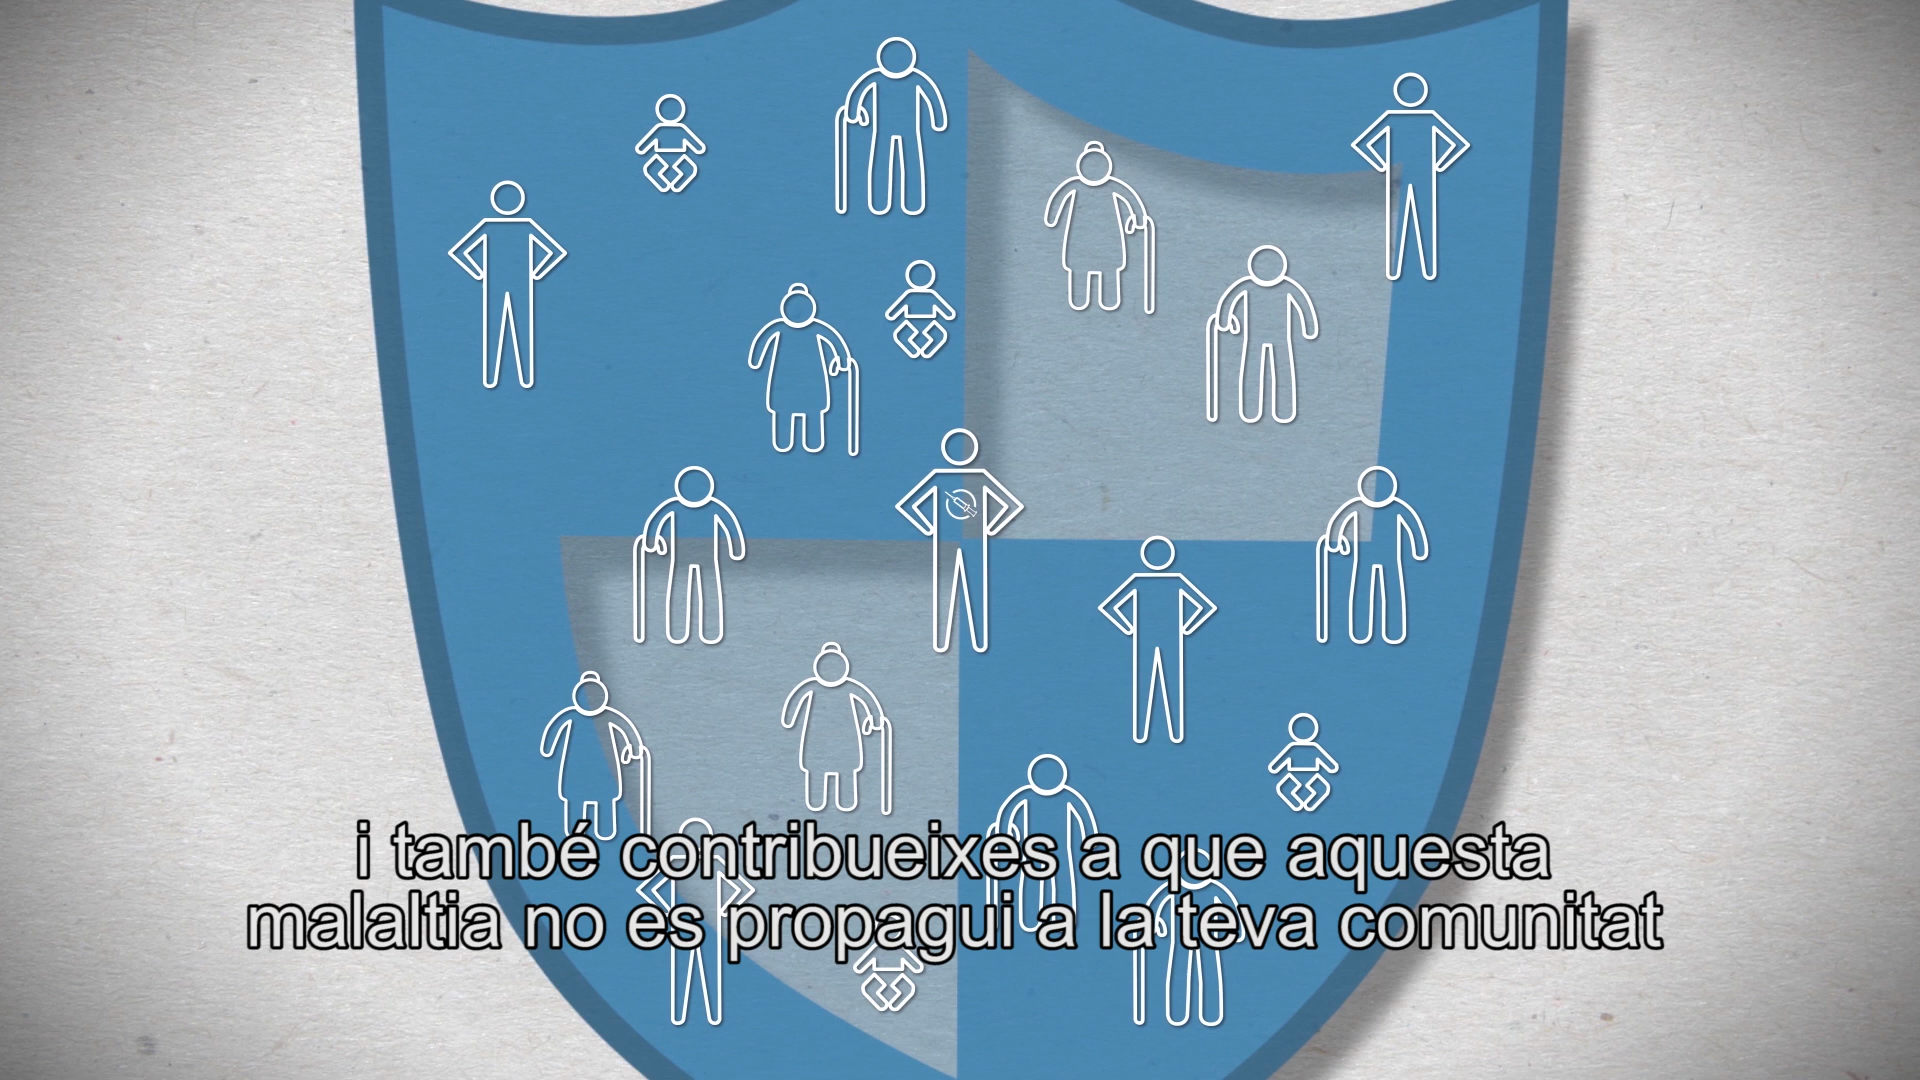 i també contribueixes a que aquesta
malaltia no es propagui a la teva comunitat